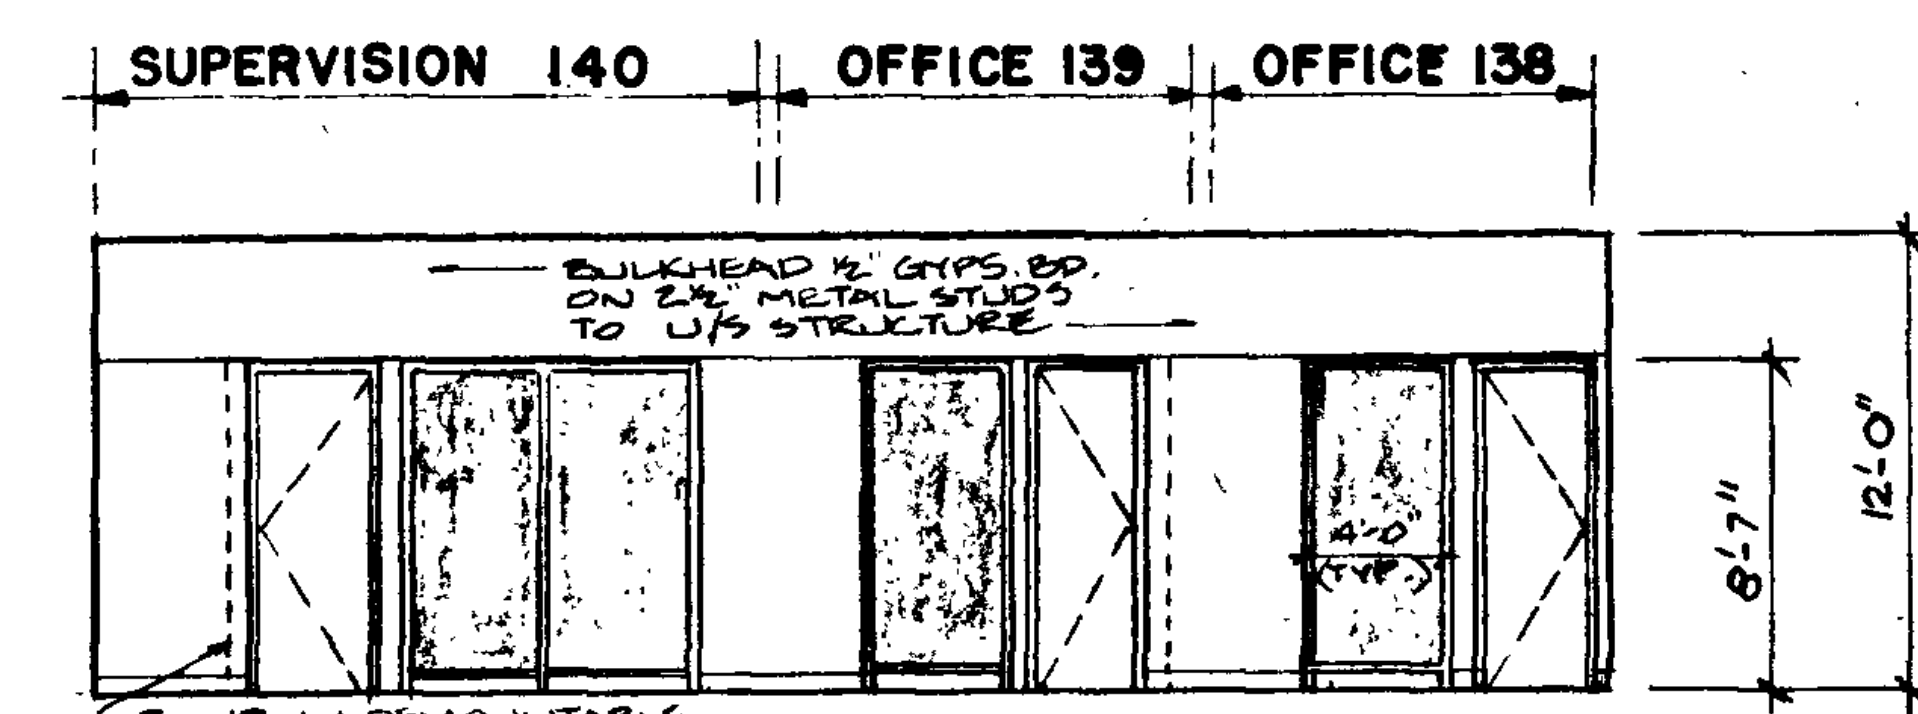 SUPERVISION 140
OFFICE 139
OFFICE 138
BULKHEAD ½" GYPS. BD.
ON 2½" METAL STUDS
TO U/S STRUCTURE
4'-0"
(TYP.)
8'-7"
12'-0"